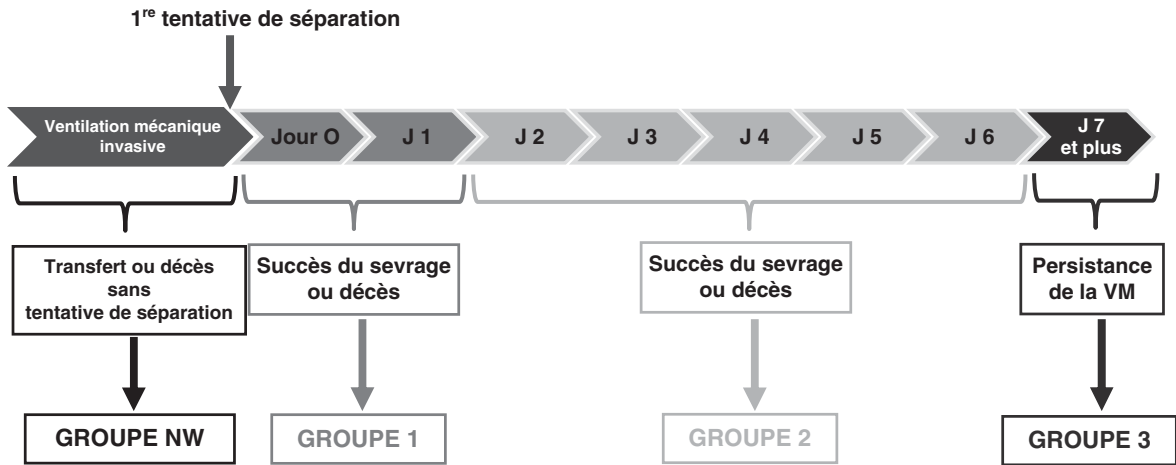 1re tentative de séparation
Ventilation mécanique
invasive
Jour O
J 1
J 2
J 3
J 4
J 5
J 6
J 7
et plus
Transfert ou décès
sans
tentative de séparation
Succès du sevrage
ou décès
Succès du sevrage
ou décès
Persistance
de la VM
GROUPE NW
GROUPE 1
GROUPE 2
GROUPE 3